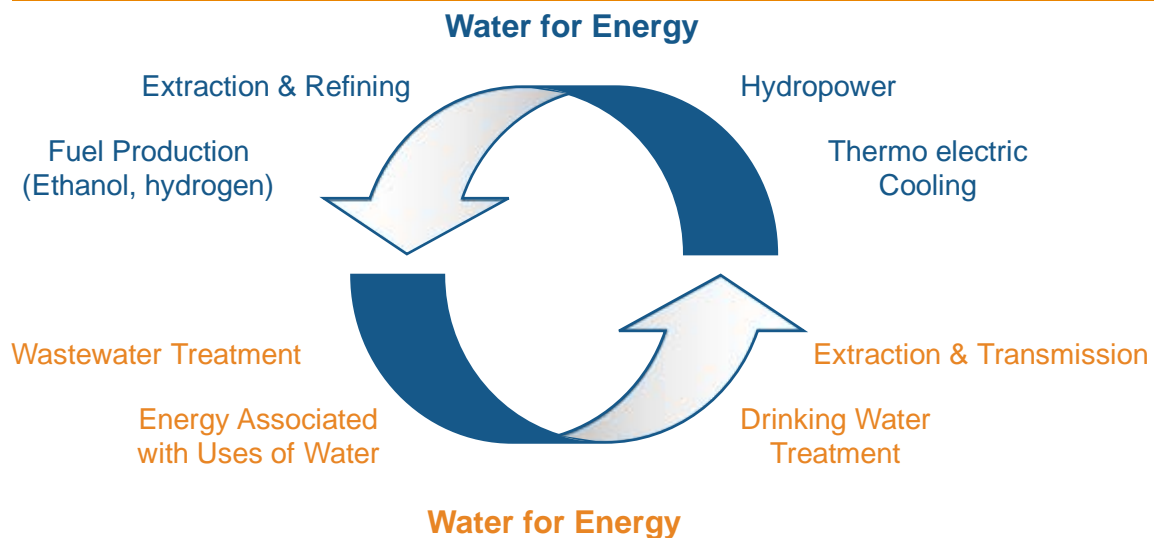 Water for Energy
Extraction & Refining
Hydropower
Fuel Production
(Ethanol, hydrogen)
Thermo electric
Cooling
Wastewater Treatment
Extraction & Transmission
Energy Associated
with Uses of Water
Drinking Water
Treatment
Water for Energy